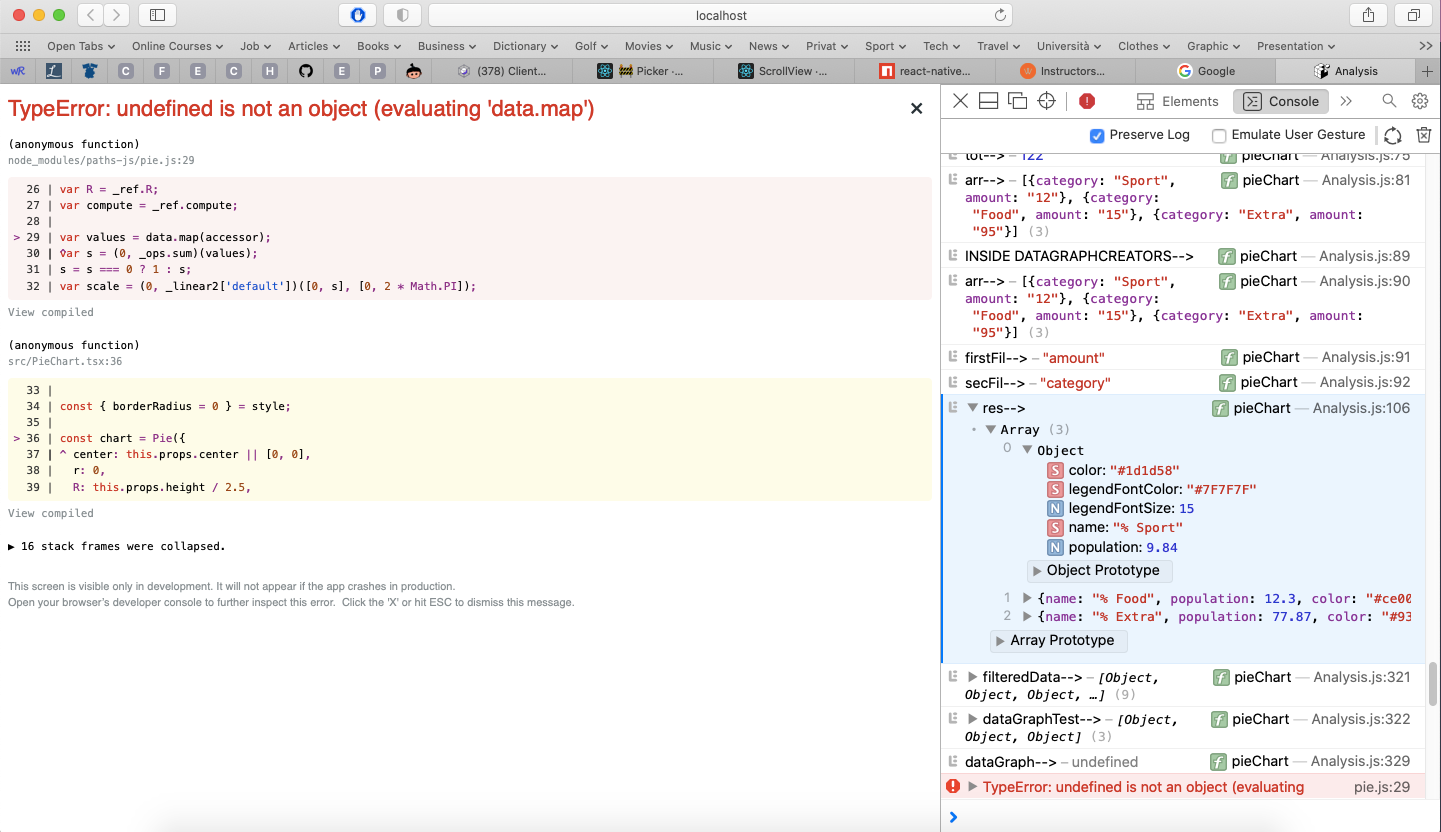 localhost
Open Tabs Online Courses Job Articles Books Business Dictionary Golf Movies Music News Privat Sport Tech Travel Università Clothes Graphic Presentation >>
wR L C F E C H E P (378) Client... Picker -... ScrollView -... react-native... Instructors... Google Analysis +
TypeError: undefined is not an object (evaluating 'data.map')
(anonymous function)
node_modules/paths-js/pie.js:29
26 | var R = _ref.R;
27 | var compute = _ref.compute;
28 |
> 29 | var values = data.map(accessor);
30 | ◊var s = (0, _ops.sum)(values);
31 | s = s === 0 ? 1 : s;
32 | var scale = (0, _linear2['default'])([0, s], [0, 2 * Math.PI]);
View compiled
(anonymous function)
src/PieChart.tsx:36
33 |
34 | const { borderRadius = 0 } = style;
35 |
> 36 | const chart = Pie({
37 | ^ center: this.props.center || [0, 0],
38 | r: 0,
39 | R: this.props.height / 2.5,
View compiled
▶ 16 stack frames were collapsed.
This screen is visible only in development. It will not appear if the app crashes in production.
Open your browser's developer console to further inspect this error. Click the 'X' or hit ESC to dismiss this message.
Elements Console >>
Preserve Log Emulate User Gesture
tot--> – 122 f pieChart — Analysis.js:75
arr--> – [{category: "Sport", f pieChart — Analysis.js:81
amount: "12"}, {category:
"Food", amount: "15"}, {category: "Extra", amount:
"95"}] (3)
INSIDE DATAGRAPHCREATORS--> f pieChart — Analysis.js:89
arr--> – [{category: "Sport", f pieChart — Analysis.js:90
amount: "12"}, {category:
"Food", amount: "15"}, {category: "Extra", amount:
"95"}] (3)
firstFil--> – "amount" f pieChart — Analysis.js:91
secFil--> – "category" f pieChart — Analysis.js:92
res--> f pieChart — Analysis.js:106
Array (3)
0 Object
S color: "#1d1d58"
S legendFontColor: "#7F7F7F"
N legendFontSize: 15
S name: "% Sport"
N population: 9.84
Object Prototype
1 {name: "% Food", population: 12.3, color: "#ce00
2 {name: "% Extra", population: 77.87, color: "#93
Array Prototype
filteredData--> – [Object, f pieChart — Analysis.js:321
Object, Object, …] (9)
dataGraphTest--> – [Object, f pieChart — Analysis.js:322
Object, Object] (3)
dataGraph--> – undefined f pieChart — Analysis.js:329
TypeError: undefined is not an object (evaluating pie.js:29